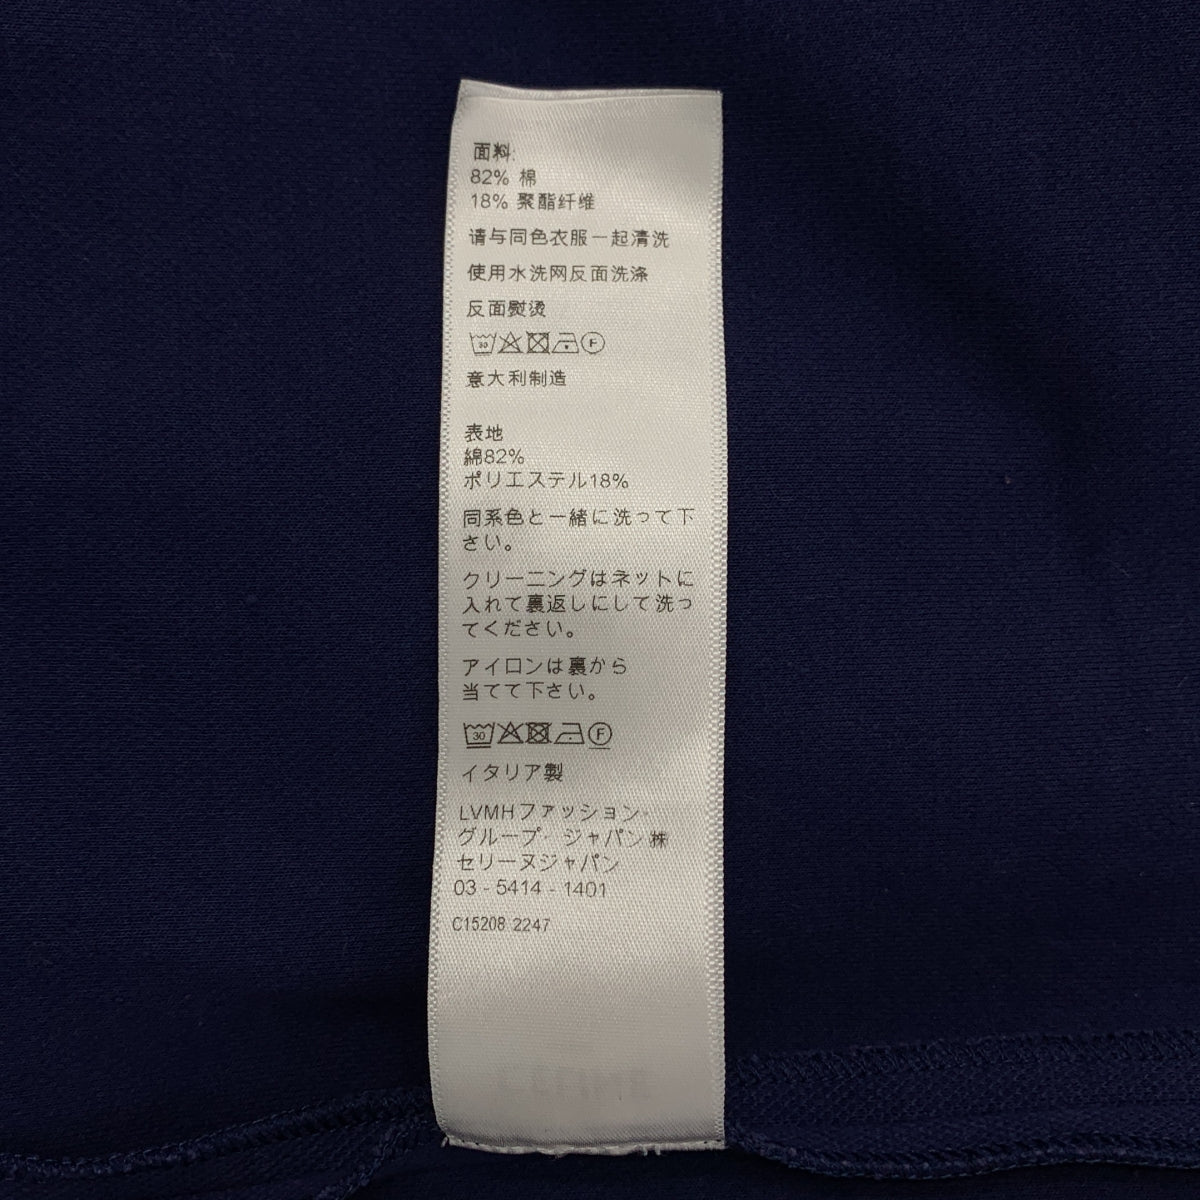 面料:
82% 棉
18% 聚酯纤维
请与同色衣服一起清洗
使用水洗网反面洗涤
反面熨烫
30 F
意大利制造
表地
綿82%
ポリエステル18%
同系色と一緒に洗って下
さい。
クリーニングはネットに
入れて裏返しにして洗っ
てください。
アイロンは裏から
当てて下さい。
30 F
イタリア製
LVMHファッション・
グループ・ジャパン㈱
セリーヌジャパン
03 - 5414 - 1401
C15208 2247